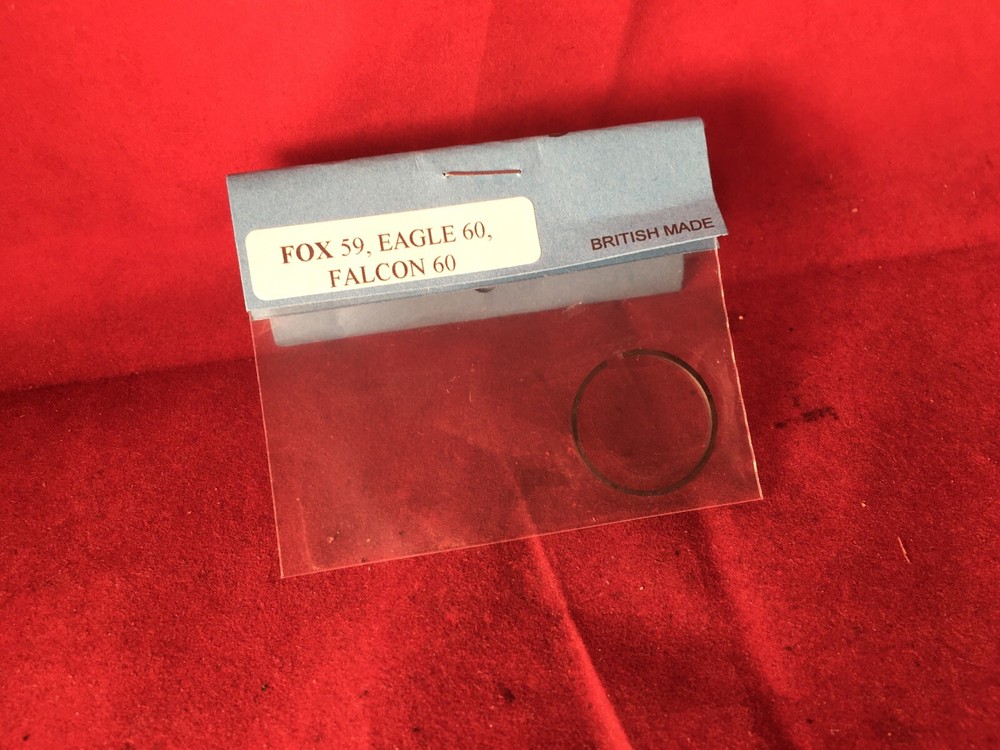 FOX 59, EAGLE 60,
FALCON 60
BRITISH MADE